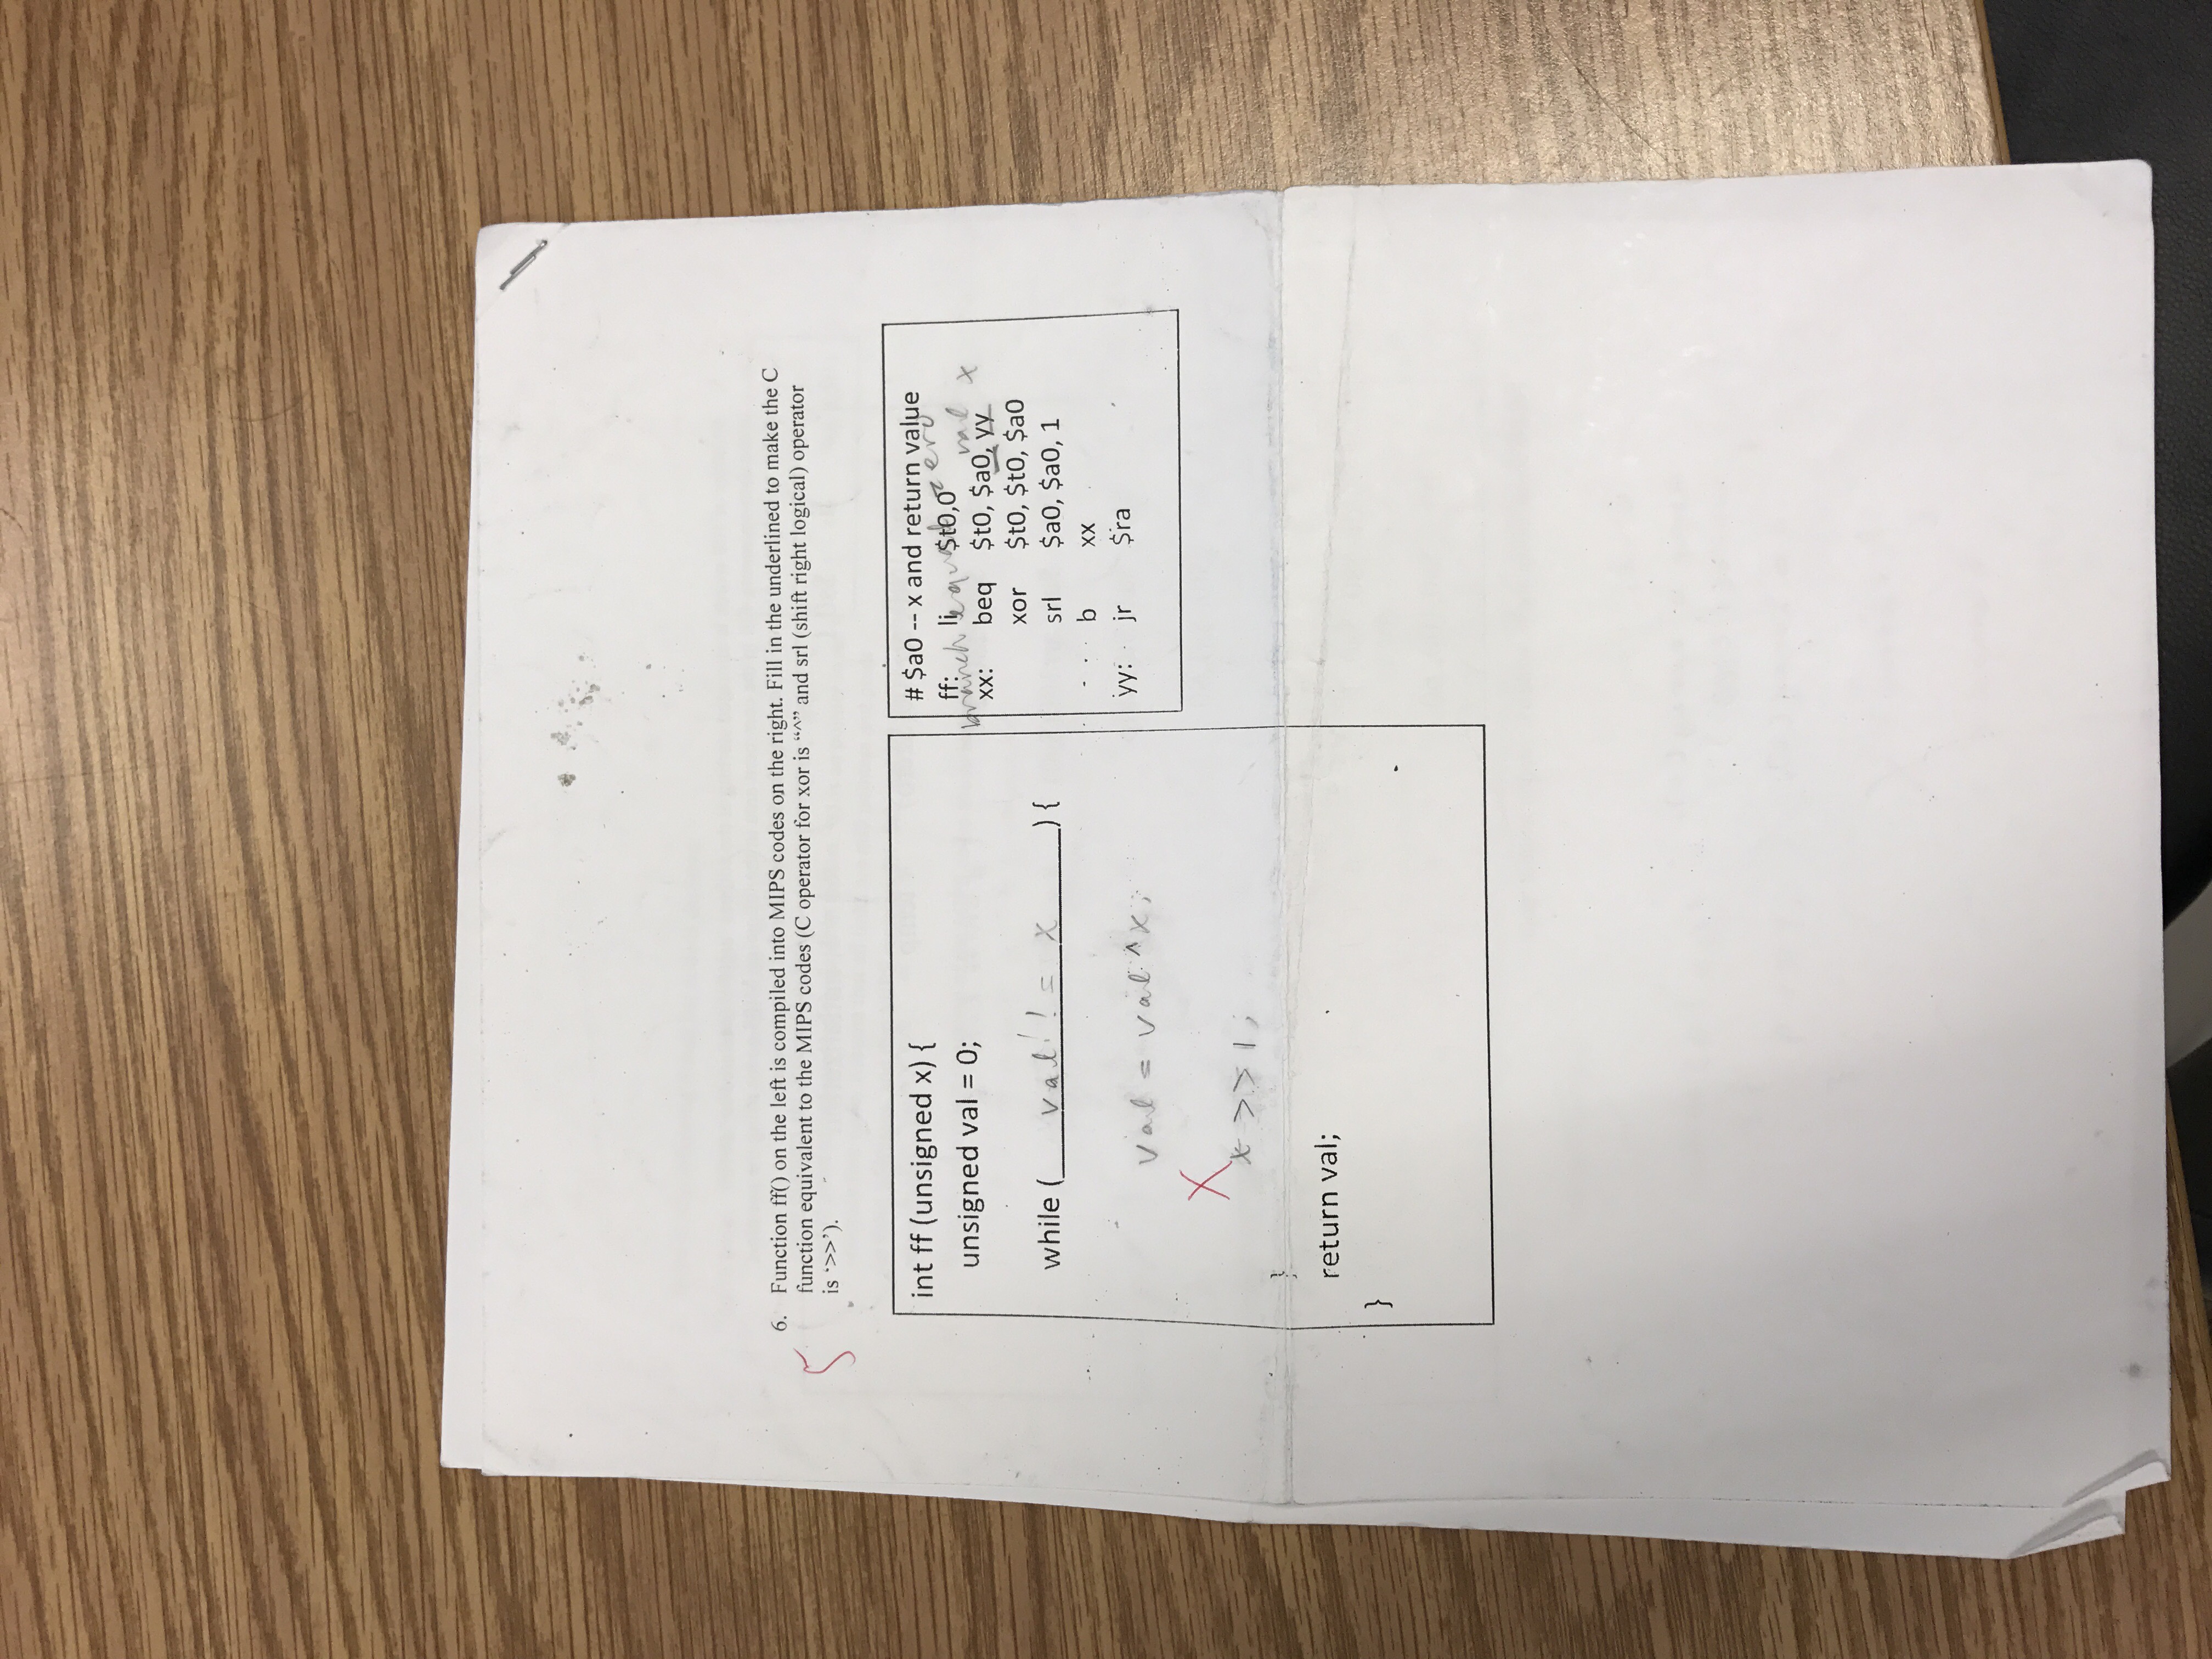 6. Function ff() on the left is compiled into MIPS codes on the right. Fill in the underlined to make the C
function equivalent to the MIPS codes (C operator for xor is “^” and srl (shift right logical) operator
is ‘>>’).
5
int ff (unsigned x) {
unsigned val = 0;
while ( val != x ) {
val = val ^ x;
X
x >> 1;
}
return val;
}
# $a0 -- x and return value
zero
ff: li $t0,0
branch equal
val x
xx: beq $t0, $a0, yy
xor $t0, $t0, $a0
srl $a0, $a0, 1
b xx
yy: jr $ra